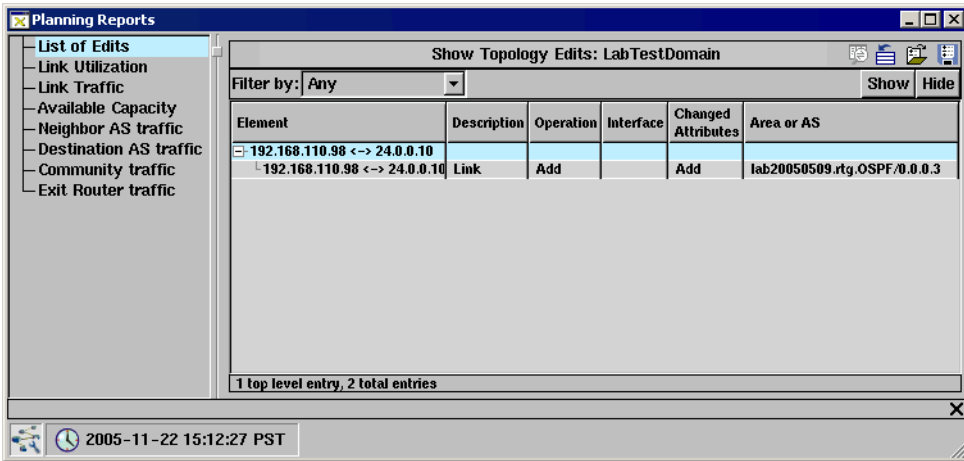 Planning Reports
List of Edits
Link Utilization
Link Traffic
Available Capacity
Neighbor AS traffic
Destination AS traffic
Community traffic
Exit Router traffic
Show Topology Edits: LabTestDomain
Filter by: Any
Show Hide
Element Description Operation Interface Changed Attributes Area or AS
192.168.110.98 <-> 24.0.0.10
192.168.110.98 <-> 24.0.0.10 Link Add Add lab20050509.rtg.OSPF/0.0.0.3
1 top level entry, 2 total entries
2005-11-22 15:12:27 PST